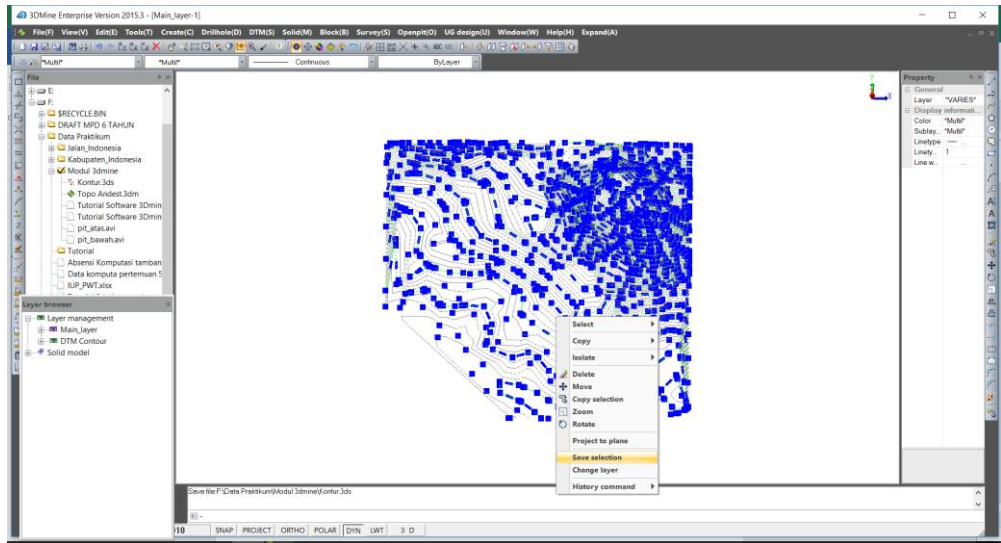 3DMine Enterprise Version 2015.3 - [Main_layer-1]
File(F) View(V) Edit(E) Tools(T) Create(C) Drillhole(D) DTM(S) Solid(M) Block(B) Survey(S) Openpit(O) UG design(U) Window(W) Help(H) Expand(A)
*Multi* *Multi* Continuous ByLayer
File
E:
F:
$RECYCLE.BIN
DRAFT MPD 6 TAHUN
Data Praktikum
Jalan_Indonesia
Kabupaten_Indonesia
Modul 3dmine
Kontur.3ds
Topo Andest.3dm
Tutorial Software 3Dmin
Tutorial Software 3Dmin
pit_atas.avi
pit_bawah.avi
Tutorial
Absensi Komputasi tamban
Data komputa pertemuan 5
IUP_PWT.xlsx
Layer browser
Layer management
Main_layer
DTM Contour
Solid model
Y
X
Select
Copy
Isolate
Delete
Move
Copy selection
Zoom
Rotate
Project to plane
Save selection
Change layer
History command
Property
General
Layer *VARIES*
Display informati...
Color *Multi*
Sublay... *Multi*
Linetype
Linety... 1
Line w... ...
Save file F:\Data Praktikum\Modul 3dmine\Kontur.3ds
SNAP PROJECT ORTHO POLAR DYN LWT 3 D